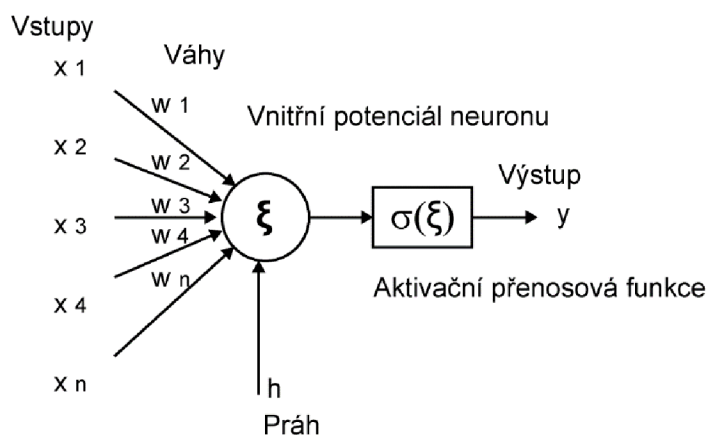 Vstupy
Váhy
x 1
w 1
Vnitřní potenciál neuronu
x 2
w 2
Výstup
w 3
x 3
ξ
σ(ξ)
y
w 4
w n
Aktivační přenosová funkce
x 4
x n
h
Práh